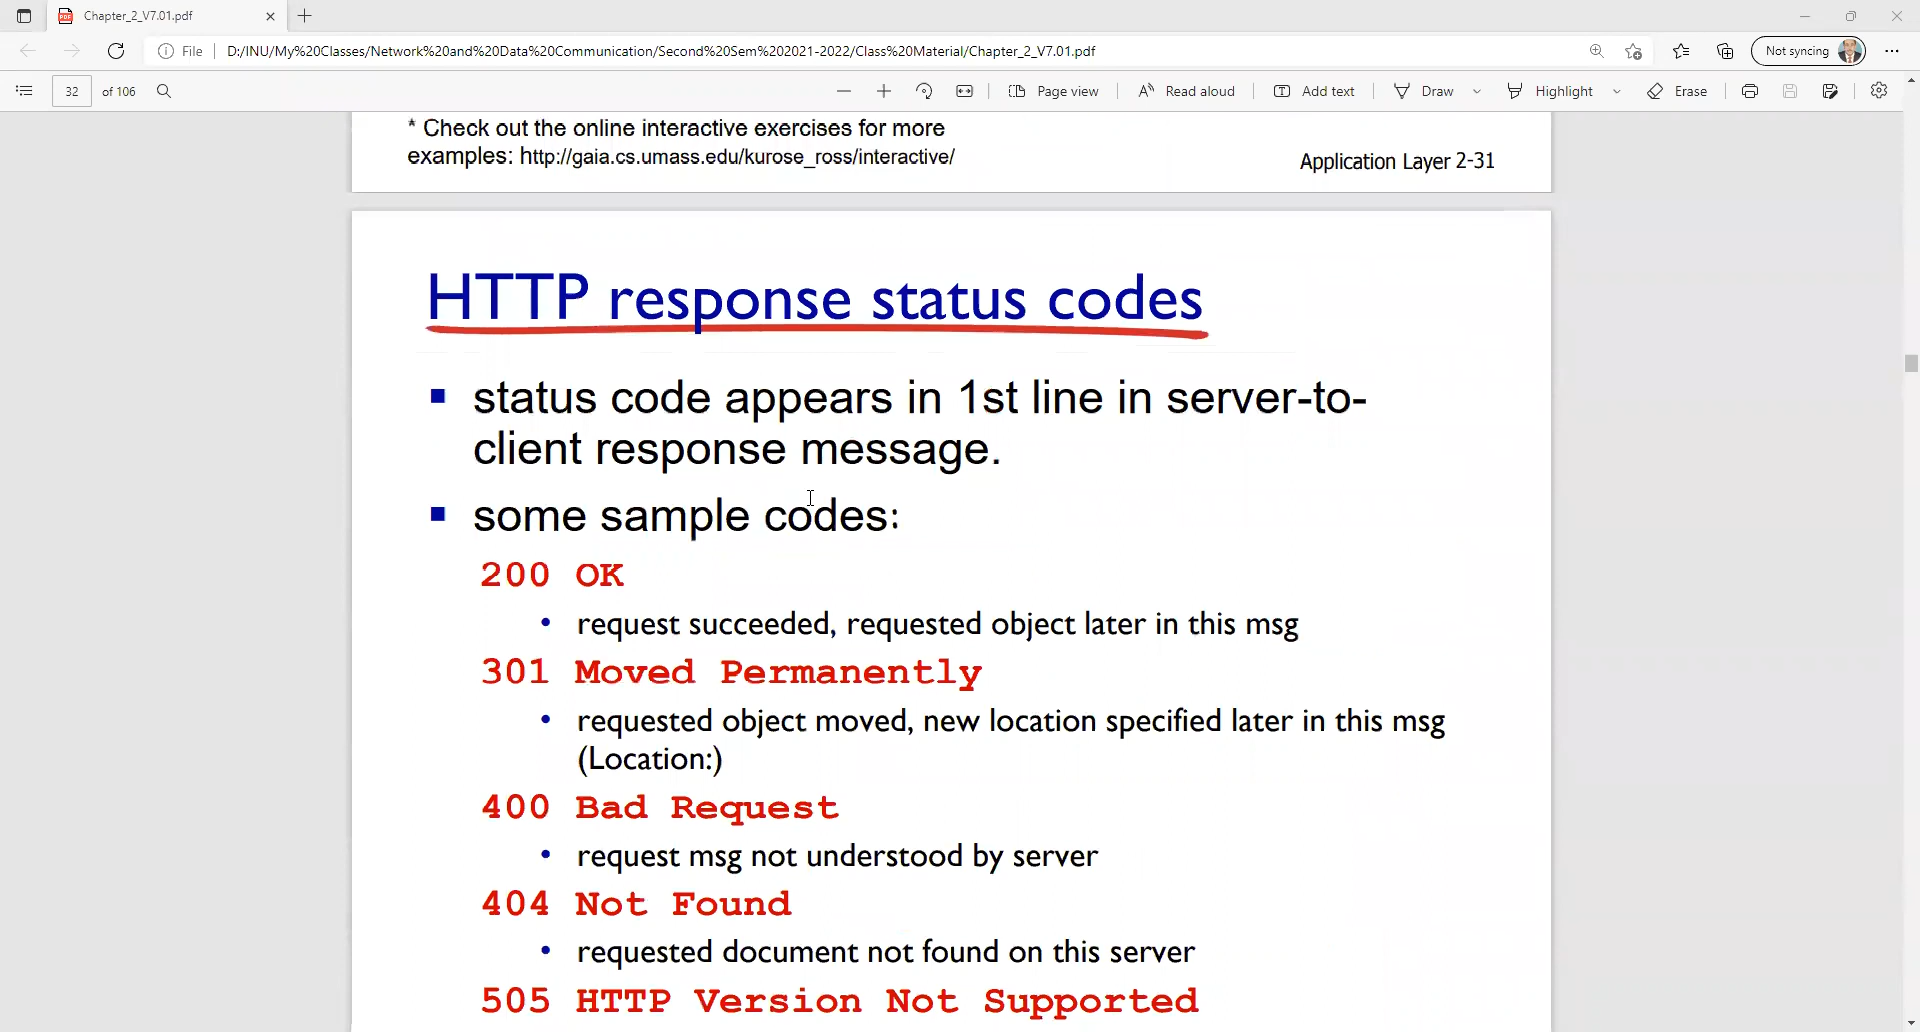 Chapter_2_V7.01.pdf
File
D:/INU/My%20Classes/Network%20and%20Data%20Communication/Second%20Sem%202021-2022/Class%20Material/Chapter_2_V7.01.pdf
Not syncing
32 of 106
Page view
Read aloud
Add text
Draw
Highlight
Erase
* Check out the online interactive exercises for more
examples: http://gaia.cs.umass.edu/kurose_ross/interactive/
Application Layer 2-31
HTTP response status codes
▪ status code appears in 1st line in server-to-
client response message.
▪ some sample codes:
200 OK
• request succeeded, requested object later in this msg
301 Moved Permanently
• requested object moved, new location specified later in this msg
(Location:)
400 Bad Request
• request msg not understood by server
404 Not Found
• requested document not found on this server
505 HTTP Version Not Supported